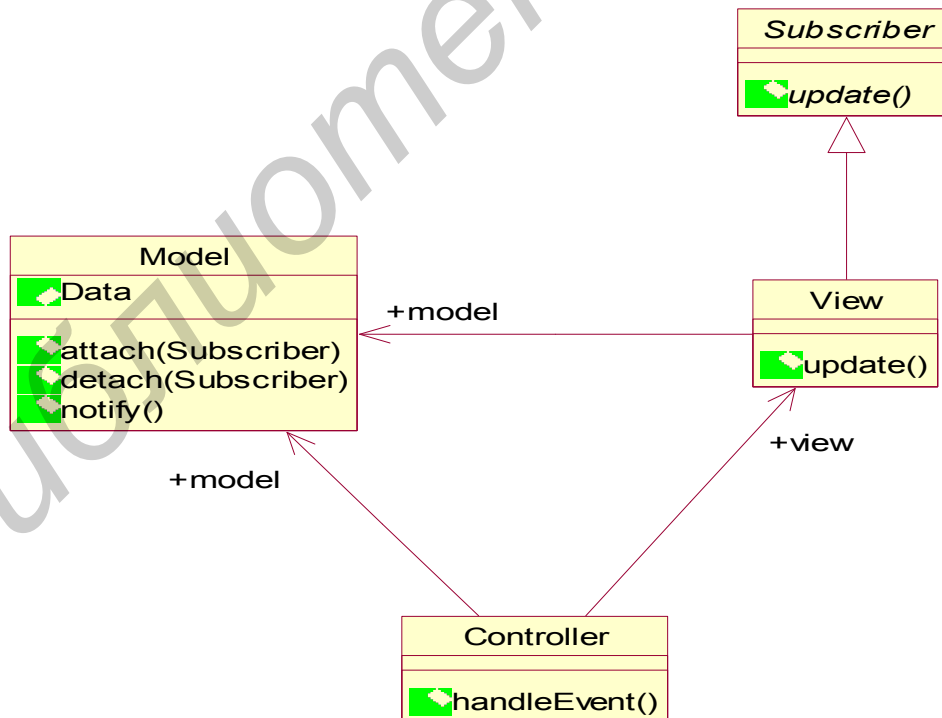 Subscriber
update()
Model
Data
attach(Subscriber)
detach(Subscriber)
notify()
+model
View
update()
+view
+model
Controller
handleEvent()